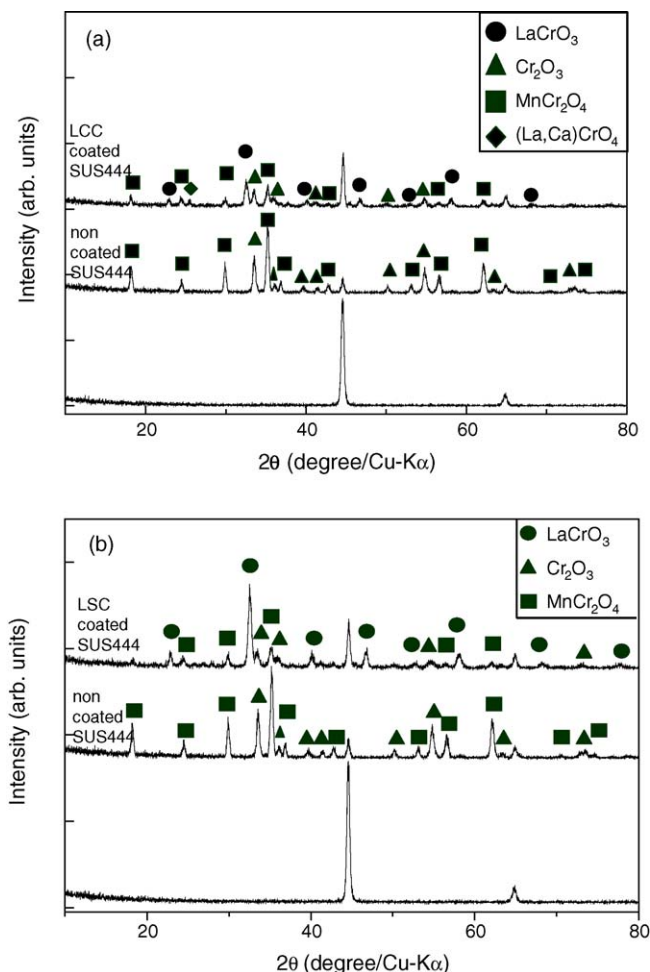 (a)
LaCrO₃
Cr₂O₃
MnCr₂O₄
(La,Ca)CrO₄
LCC
coated
SUS444
non
coated
SUS444
Intensity (arb. units)
20 40 60 80
2θ (degree/Cu-Kα)
(b)
LaCrO₃
Cr₂O₃
MnCr₂O₄
LSC
coated
SUS444
non
coated
SUS444
Intensity (arb. units)
20 40 60 80
2θ (degree/Cu-Kα)